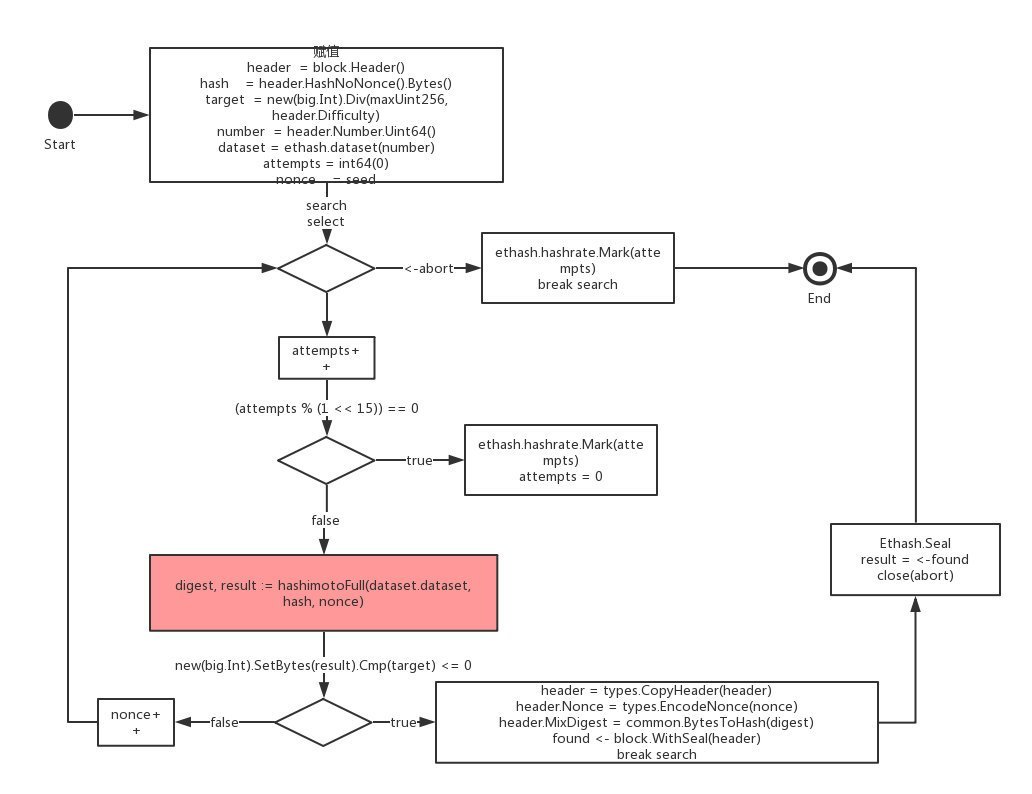 赋值
header = block.Header()
hash = header.HashNoNonce().Bytes()
target = new(big.Int).Div(maxUint256,
header.Difficulty)
number = header.Number.Uint64()
dataset = ethash.dataset(number)
attempts = int64(0)
nonce = seed
Start
search
select
<-abort
ethash.hashrate.Mark(atte
mpts)
break search
End
attempts+
+
(attempts % (1 << 15)) == 0
true
ethash.hashrate.Mark(atte
mpts)
attempts = 0
false
digest, result := hashimotoFull(dataset.dataset,
hash, nonce)
Ethash.Seal
result = <-found
close(abort)
new(big.Int).SetBytes(result).Cmp(target) <= 0
nonce+
+
false
true
header = types.CopyHeader(header)
header.Nonce = types.EncodeNonce(nonce)
header.MixDigest = common.BytesToHash(digest)
found <- block.WithSeal(header)
break search